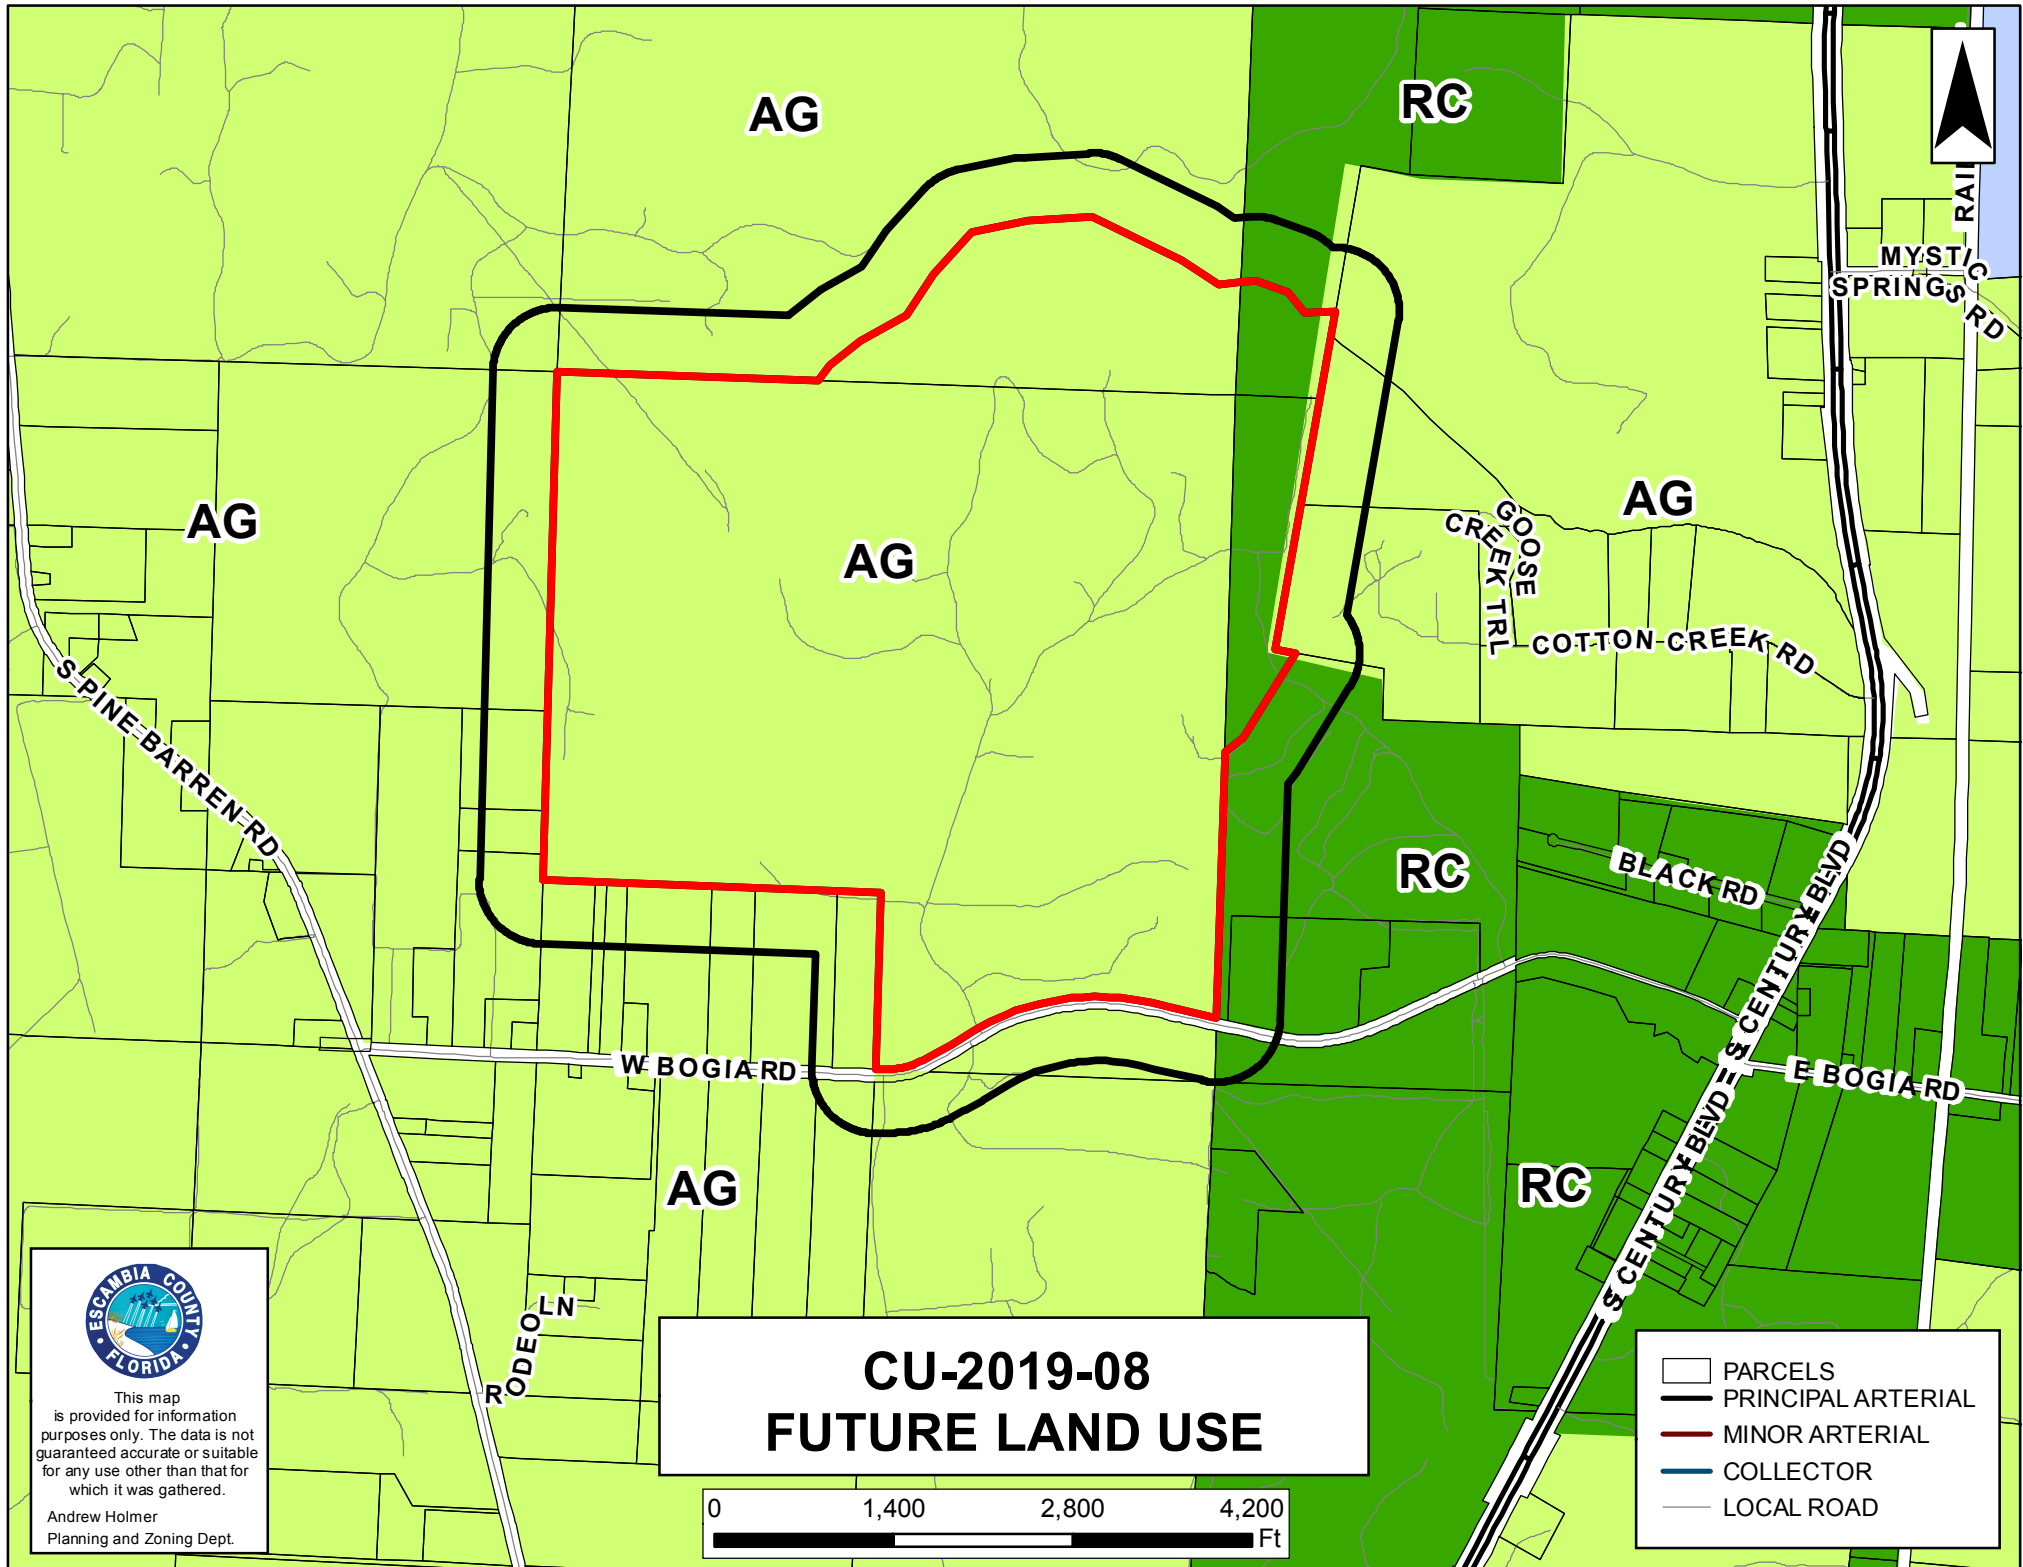 AG
RC
RAIL
MYSTIC
SPRINGS RD
AG
AG
AG
GOOSE
CREEK TRL
COTTON CREEK RD
S PINE BARREN RD
RC
BLACK RD
S CENTURY BLVD
W BOGIA RD
E BOGIA RD
AG
RC
S CENTURY BLVD
RODEO LN
ESCAMBIA COUNTY
FLORIDA
This map
is provided for information
purposes only. The data is not
guaranteed accurate or suitable
for any use other than that for
which it was gathered.
Andrew Holmer
Planning and Zoning Dept.
CU-2019-08
FUTURE LAND USE
0 1,400 2,800 4,200
Ft
PARCELS
PRINCIPAL ARTERIAL
MINOR ARTERIAL
COLLECTOR
LOCAL ROAD